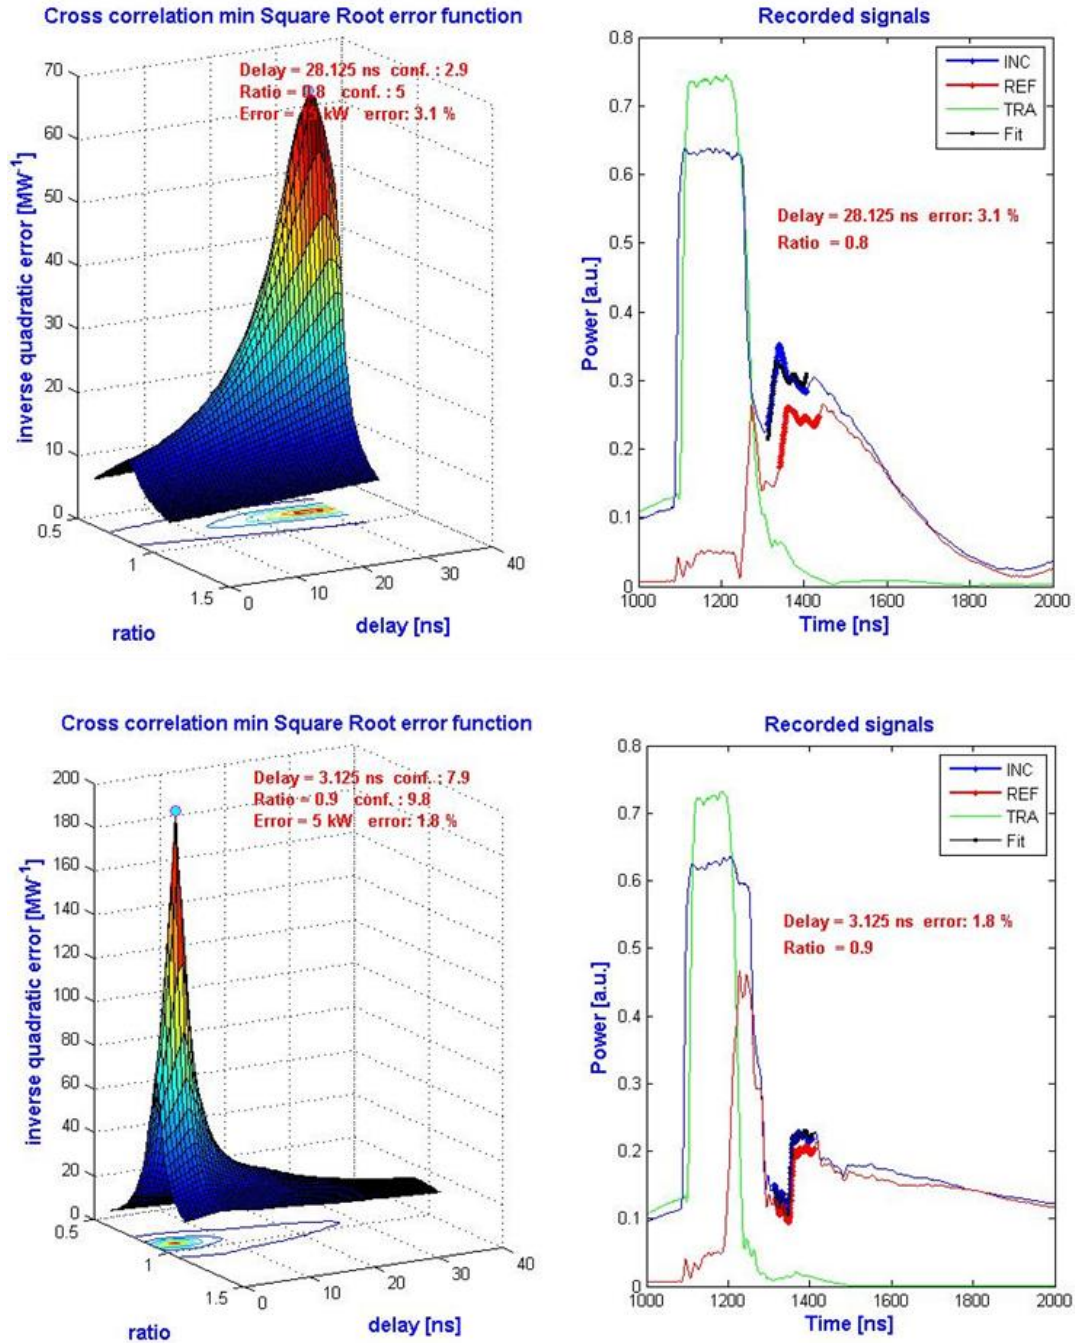 Cross correlation min Square Root error function
Delay = 28.125 ns conf. : 2.9
Ratio = 0.8 conf. : 5
Error = kW error: 3.1 %
inverse quadratic error [MW-1]
70
60
50
40
30
20
10
0
0.5
1
1.5
0
10
20
30
40
ratio
delay [ns]
Recorded signals
INC
REF
TRA
Fit
Delay = 28.125 ns error: 3.1 %
Ratio = 0.8
Power [a.u.]
0.8
0.7
0.6
0.5
0.4
0.3
0.2
0.1
0
1000
1200
1400
1600
1800
2000
Time [ns]
Cross correlation min Square Root error function
Delay = 3.125 ns conf. : 7.9
Ratio = 0.9 conf. : 9.8
Error = 5 kW error: 1.8 %
inverse quadratic error [MW-1]
200
180
160
140
120
100
80
60
40
20
0
0.5
1
1.5
0
10
20
30
40
ratio
delay [ns]
Recorded signals
INC
REF
TRA
Fit
Delay = 3.125 ns error: 1.8 %
Ratio = 0.9
Power [a.u.]
0.8
0.7
0.6
0.5
0.4
0.3
0.2
0.1
0
1000
1200
1400
1600
1800
2000
Time [ns]